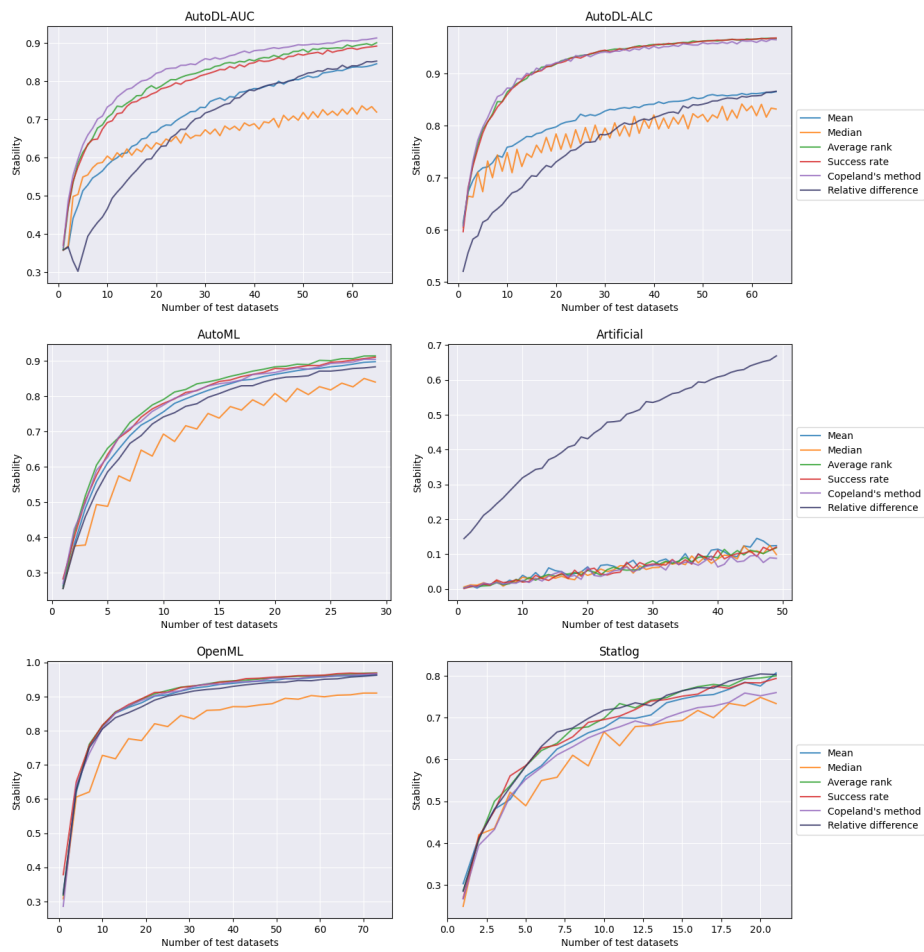 AutoDL-AUC
0.9
0.8
0.7
0.6
0.5
0.4
0.3
Stability
0
10
20
30
40
50
60
Number of test datasets
AutoDL-ALC
0.9
0.8
0.7
0.6
0.5
Stability
0
10
20
30
40
50
60
Number of test datasets
Mean
Median
Average rank
Success rate
Copeland's method
Relative difference
AutoML
0.9
0.8
0.7
0.6
0.5
0.4
0.3
Stability
0
5
10
15
20
25
30
Number of test datasets
Artificial
0.7
0.6
0.5
0.4
0.3
0.2
0.1
0.0
Stability
0
10
20
30
40
50
Number of test datasets
Mean
Median
Average rank
Success rate
Copeland's method
Relative difference
OpenML
1.0
0.9
0.8
0.7
0.6
0.5
0.4
0.3
Stability
0
10
20
30
40
50
60
70
Number of test datasets
Statlog
0.8
0.7
0.6
0.5
0.4
0.3
Stability
0.0
2.5
5.0
7.5
10.0
12.5
15.0
17.5
20.0
Number of test datasets
Mean
Median
Average rank
Success rate
Copeland's method
Relative difference